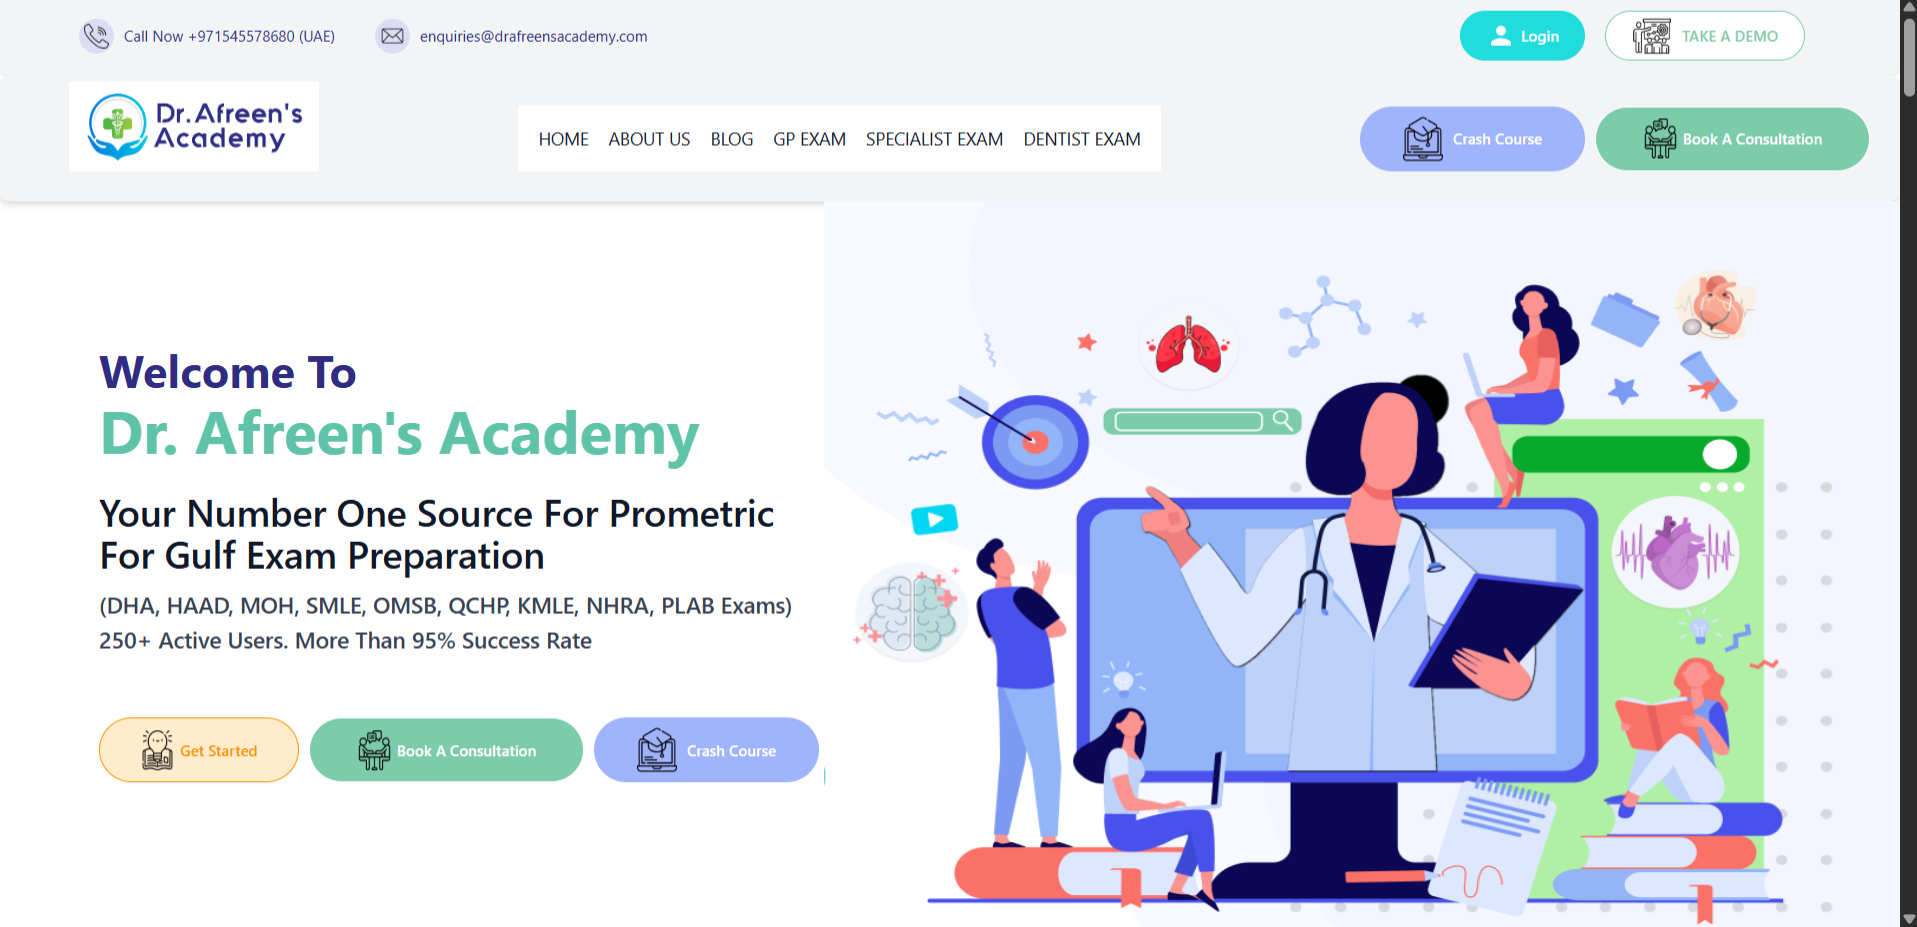 Call Now +971545578680 (UAE)
enquiries@drafreensacademy.com
Login
TAKE A DEMO
Dr. Afreen's
Academy
HOME ABOUT US BLOG GP EXAM SPECIALIST EXAM DENTIST EXAM
Crash Course
Book A Consultation
Welcome To
Dr. Afreen's Academy
Your Number One Source For Prometric
For Gulf Exam Preparation
(DHA, HAAD, MOH, SMLE, OMSB, QCHP, KMLE, NHRA, PLAB Exams)
250+ Active Users. More Than 95% Success Rate
Get Started
Book A Consultation
Crash Course